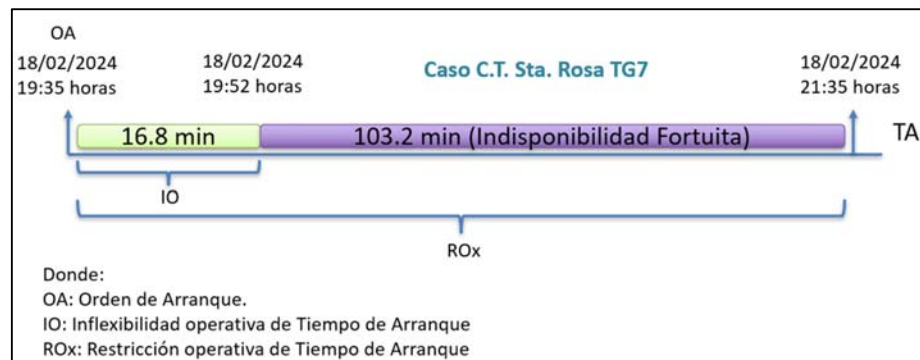 OA
18/02/2024
19:35 horas
18/02/2024
19:52 horas
Caso C.T. Sta. Rosa TG7
18/02/2024
21:35 horas
16.8 min
103.2 min (Indisponibilidad Fortuita)
TA
IO
ROx
Donde:
OA: Orden de Arranque.
IO: Inflexibilidad operativa de Tiempo de Arranque
ROx: Restricción operativa de Tiempo de Arranque